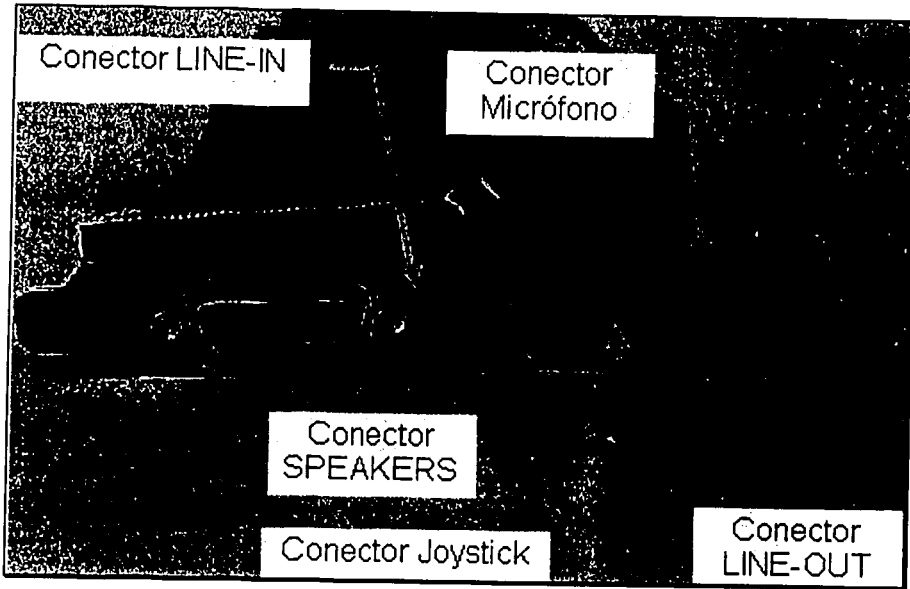 Conector LINE-IN
Conector
Micrófono
Conector
SPEAKERS
Conector Joystick
Conector
LINE-OUT